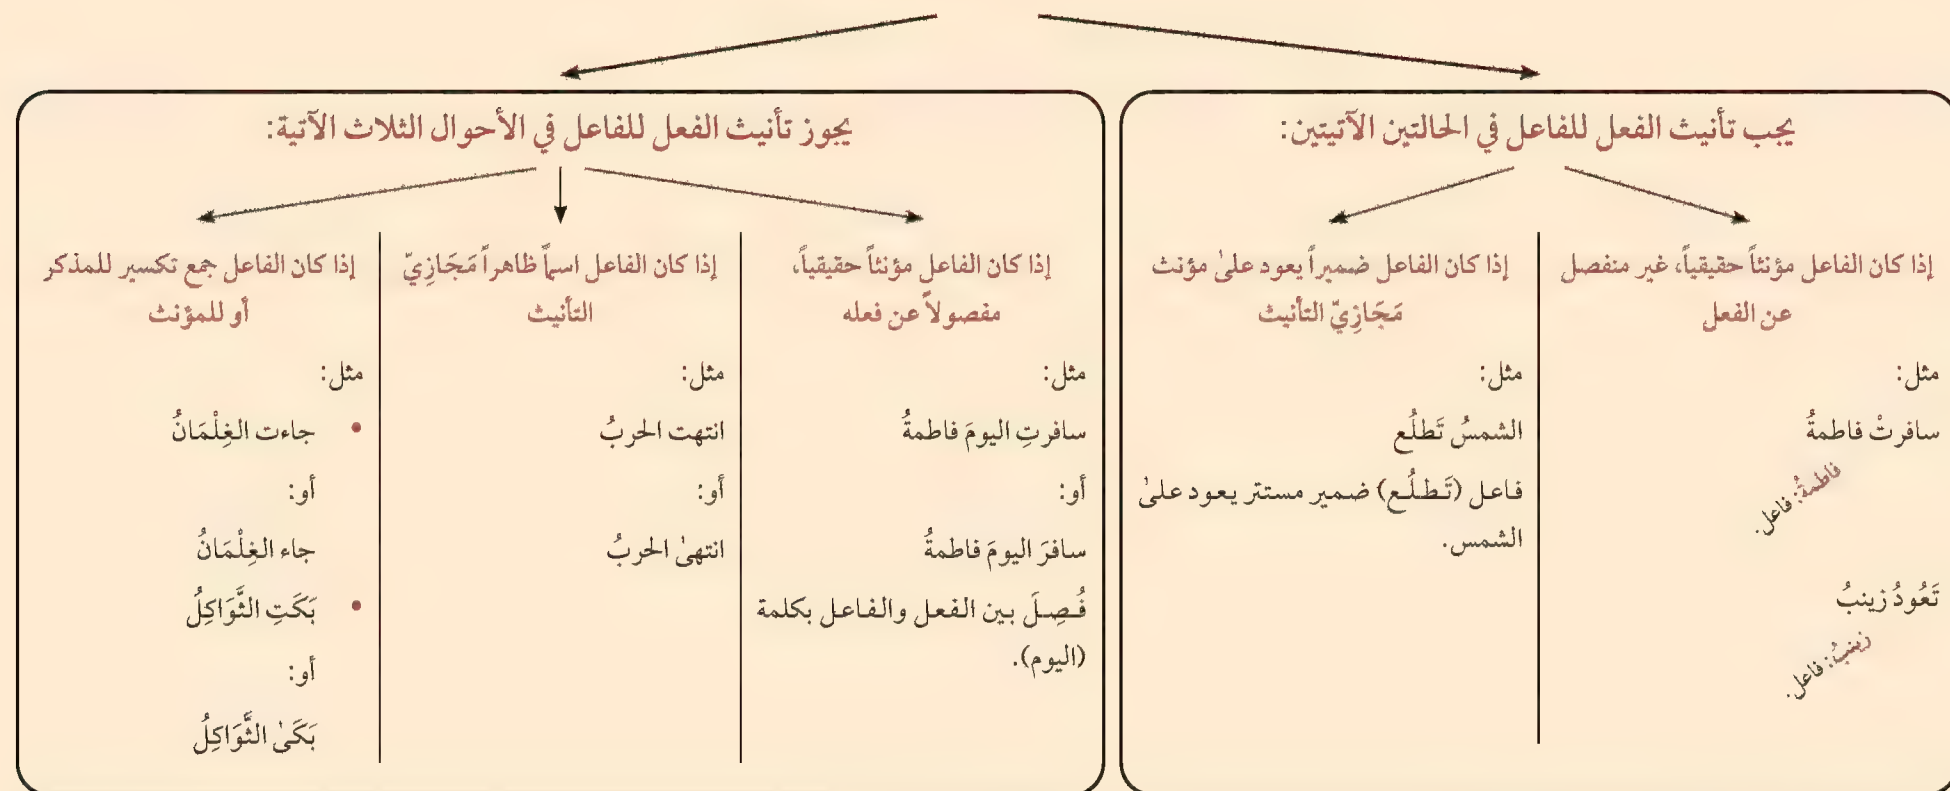 يجب تأنيث الفعل للفاعل في الحالتين الآتيتين:
إذا كان الفاعل مؤنثاً حقيقياً، غير منفصل
عن الفعل
مثل:
سافرتْ فاطمةُ
فاطمةُ: فاعل.
تَعُودُ زينبُ
زينبُ: فاعل.
إذا كان الفاعل ضميراً يعود علىٰ مؤنث
مَجَازِيّ التأنيث
مثل:
الشمسُ تَطلُع
فاعل (تَطلُع) ضمير مستتر يعود علىٰ
الشمس.
يجوز تأنيث الفعل للفاعل في الأحوال الثلاث الآتية:
إذا كان الفاعل مؤنثاً حقيقياً،
مفصولاً عن فعله
مثل:
سافرتِ اليومَ فاطمةُ
أو:
سافرَ اليومَ فاطمةُ
فُصِلَ بين الفعل والفاعل بكلمة
(اليوم).
إذا كان الفاعل اسماً ظاهراً مَجَازِيّ
التأنيث
مثل:
انتهت الحربُ
أو:
انتهىٰ الحربُ
إذا كان الفاعل جمع تكسير للمذكر
أو للمؤنث
مثل:
• جاءت الغِلْمَانُ
أو:
جاء الغِلْمَانُ
• بَكَتِ الثَّوَاكِلُ
أو:
بَكَىٰ الثَّوَاكِلُ